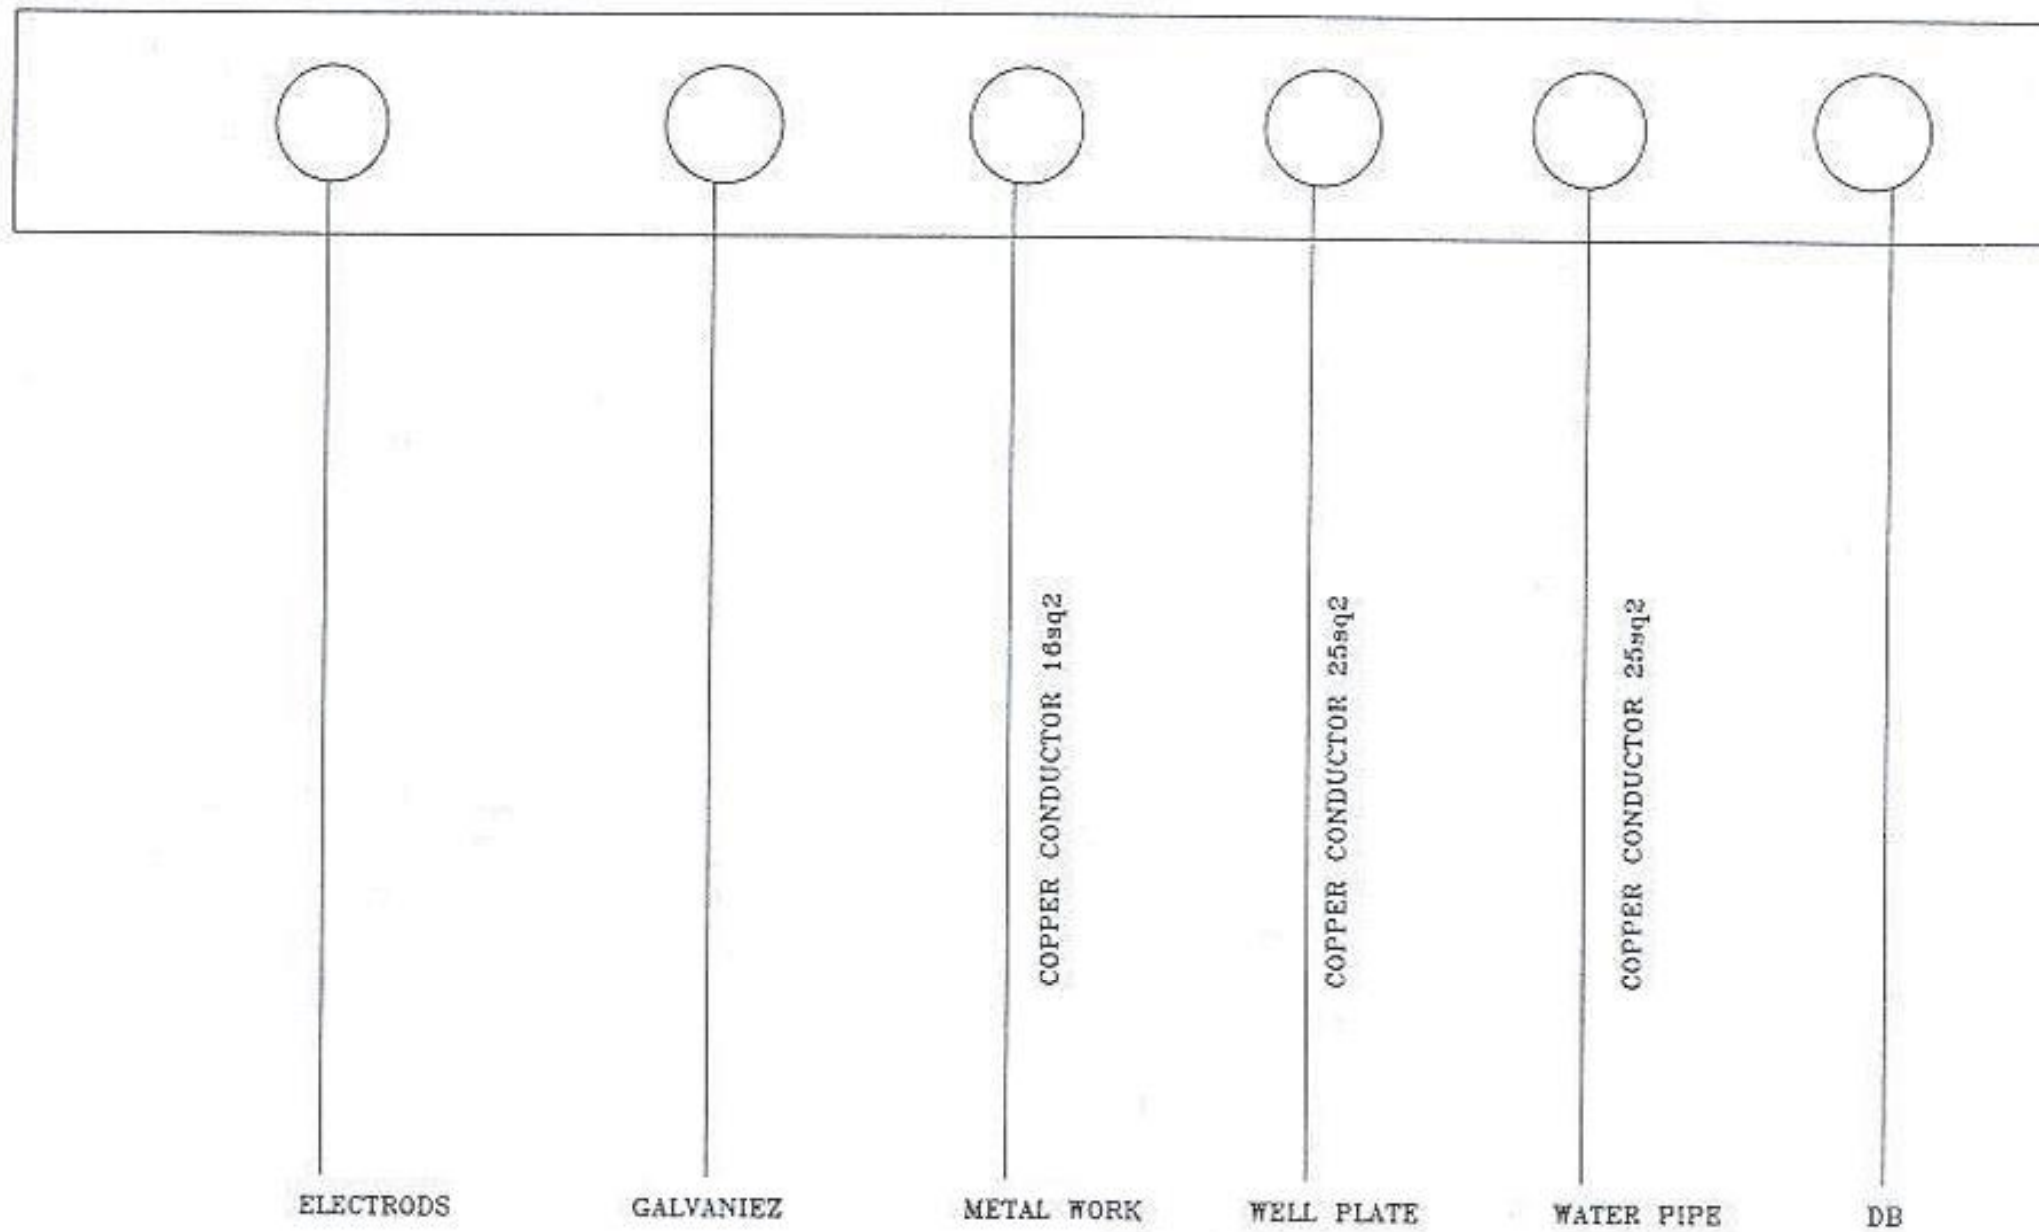 COPPER CONDUCTOR 16sq2
COPPER CONDUCTOR 25sq2
COPPER CONDUCTOR 25sq2
ELECTRODS
GALVANIEZ
METAL WORK
WELL PLATE
WATER PIPE
DB